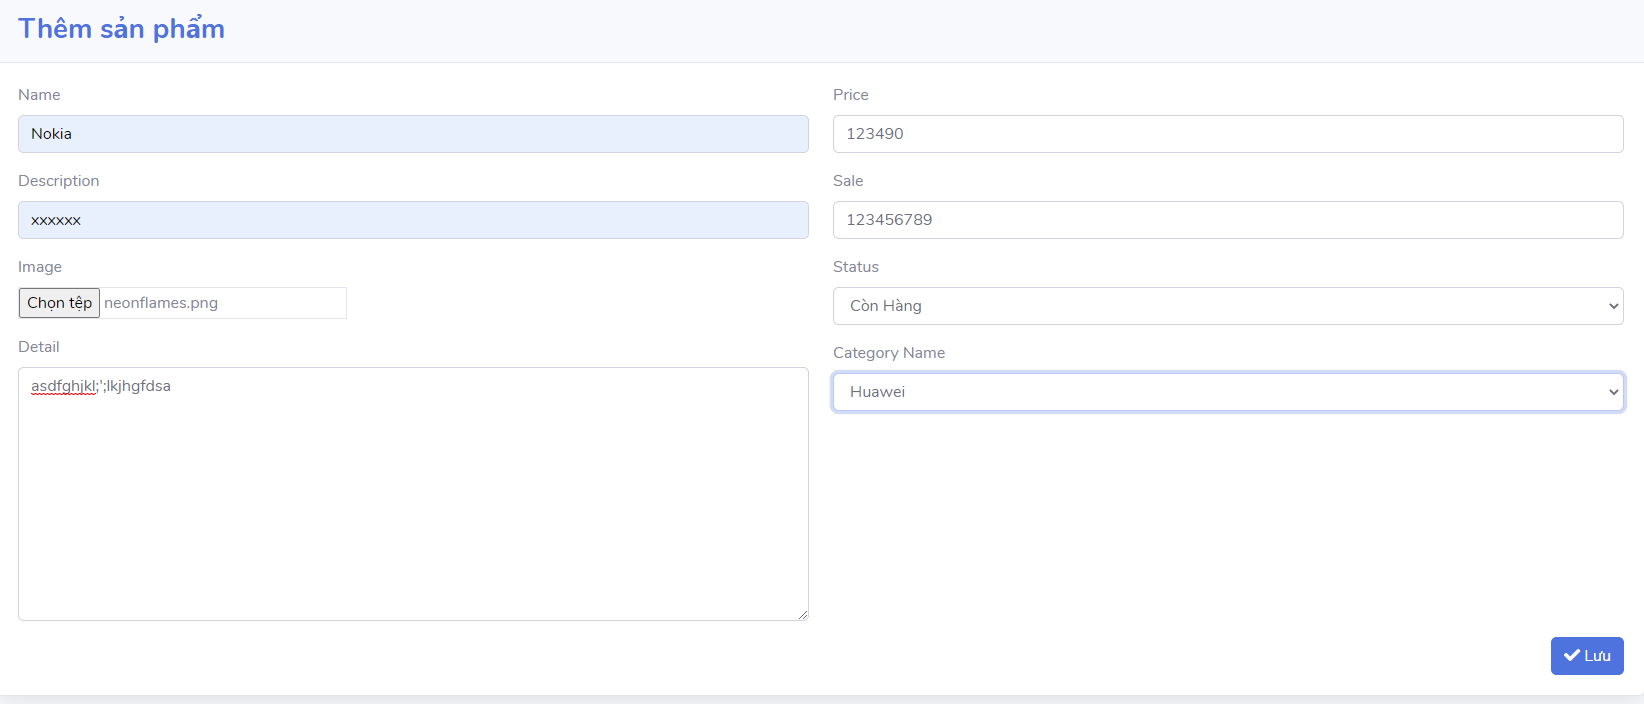 Thêm sản phẩm
Name
Nokia
Description
xxxxxx
Image
Chọn tệp neonflames.png
Detail
asdfghjkl;';lkjhgfdsa
Price
123490
Sale
123456789
Status
Còn Hàng
Category Name
Huawei
Lưu